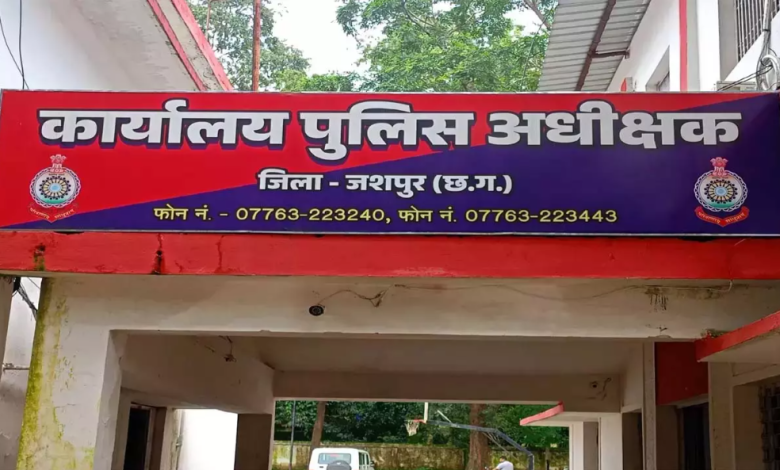 कार्यालय पुलिस अधीक्षक
जिला - जशपुर (छ.ग.)
फोन नं. - 07763-223240, फोन नं. 07763-223443